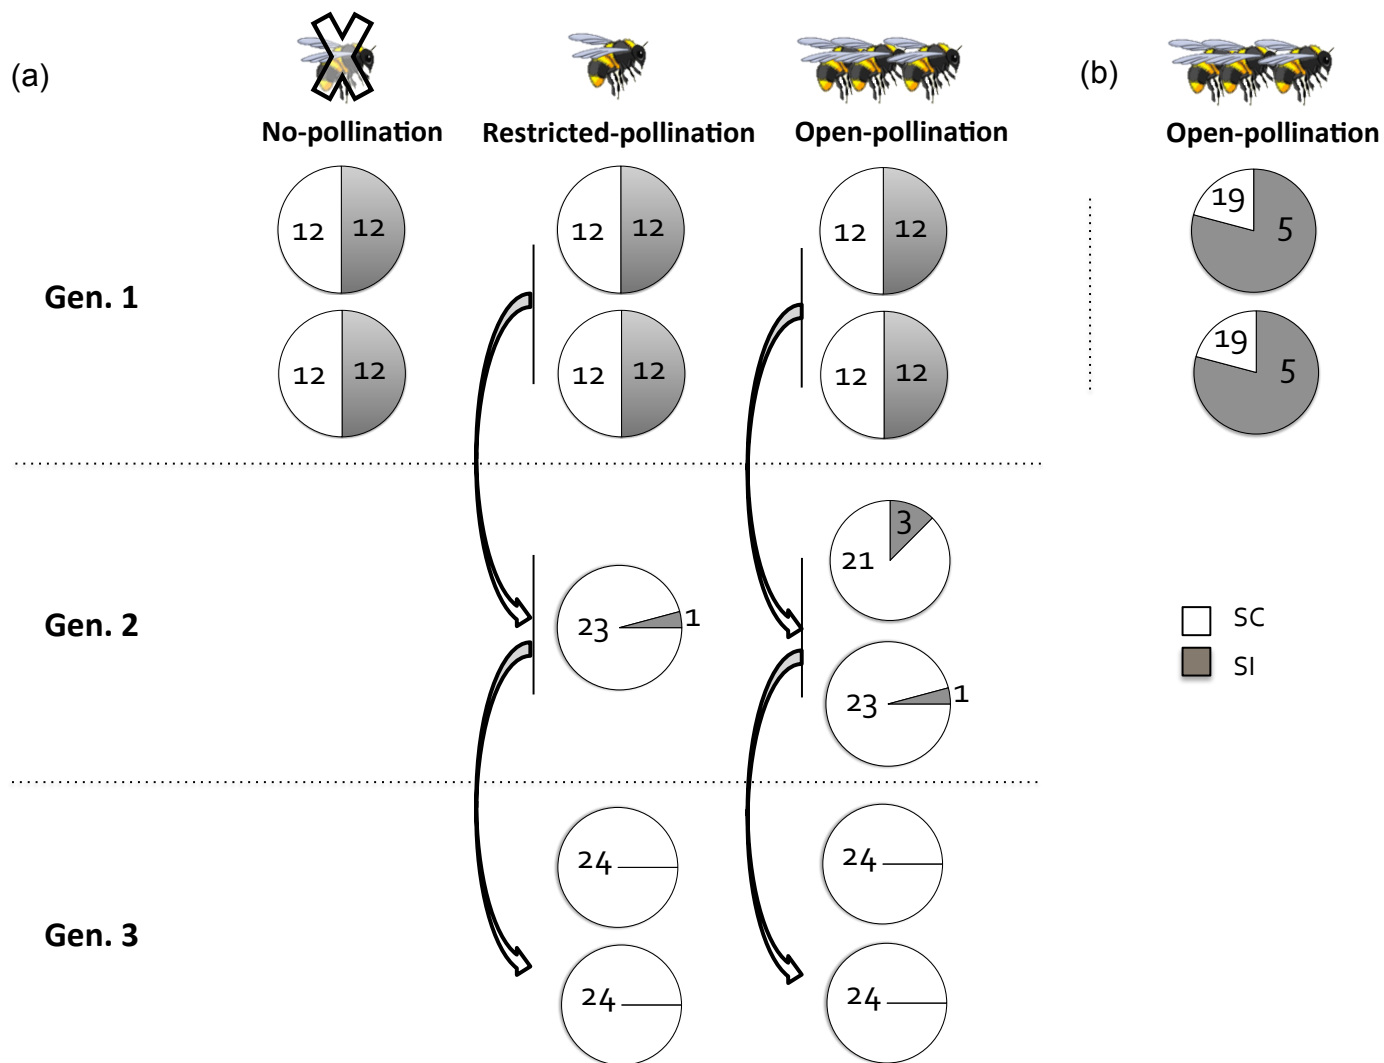 (a)
No-pollination Restricted-pollination Open-pollination
(b)
Open-pollination
Gen. 1
12 12 12 12 12 12
12 12 12 12 12 12
19 5
19 5
Gen. 2
23 1
21 3
23 1
SC
SI
Gen. 3
24 24
24 24